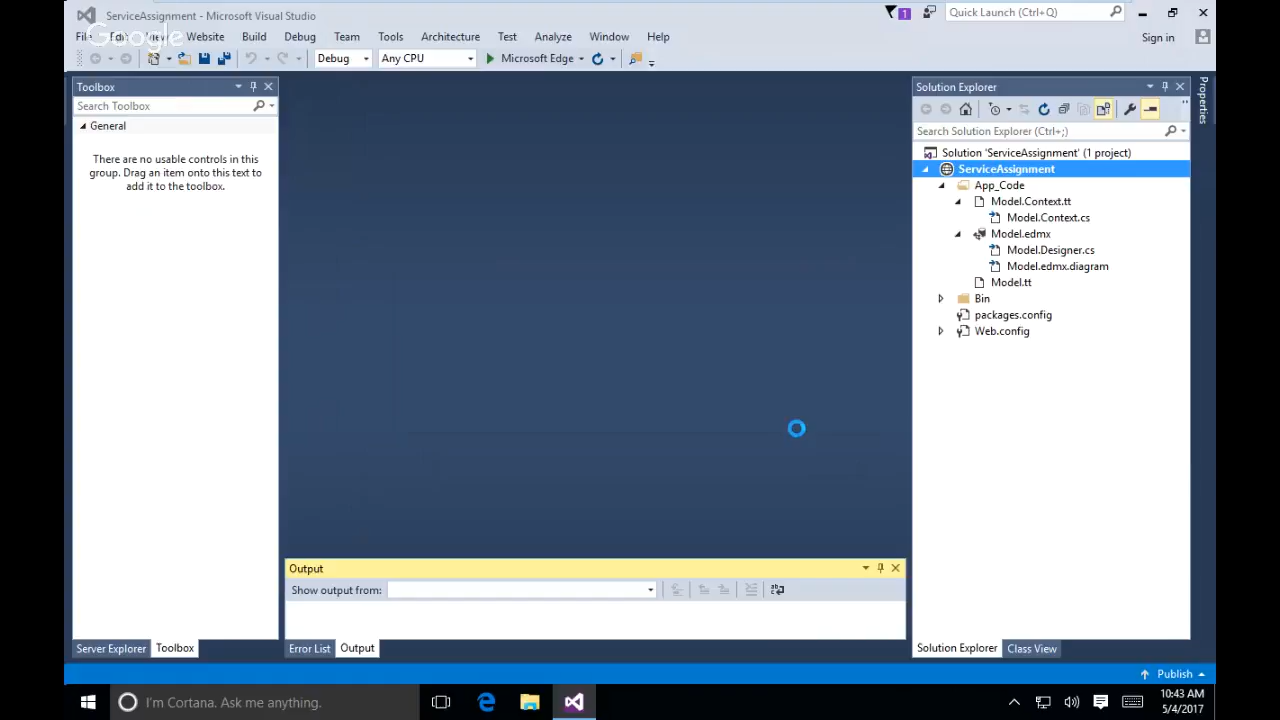 ServiceAssignment - Microsoft Visual Studio
1
Quick Launch (Ctrl+Q)
Google
File Edit View Website Build Debug Team Tools Architecture Test Analyze Window Help
Sign in
Debug
Any CPU
Microsoft Edge
Toolbox
Search Toolbox
General
There are no usable controls in this
group. Drag an item onto this text to
add it to the toolbox.
Server Explorer
Toolbox
Output
Show output from:
Error List
Output
Solution Explorer
Search Solution Explorer (Ctrl+;)
Solution 'ServiceAssignment' (1 project)
ServiceAssignment
App_Code
Model.Context.tt
Model.Context.cs
Model.edmx
Model.Designer.cs
Model.edmx.diagram
Model.tt
Bin
packages.config
Web.config
Solution Explorer
Class View
Properties
Publish
I'm Cortana. Ask me anything.
10:43 AM
5/4/2017